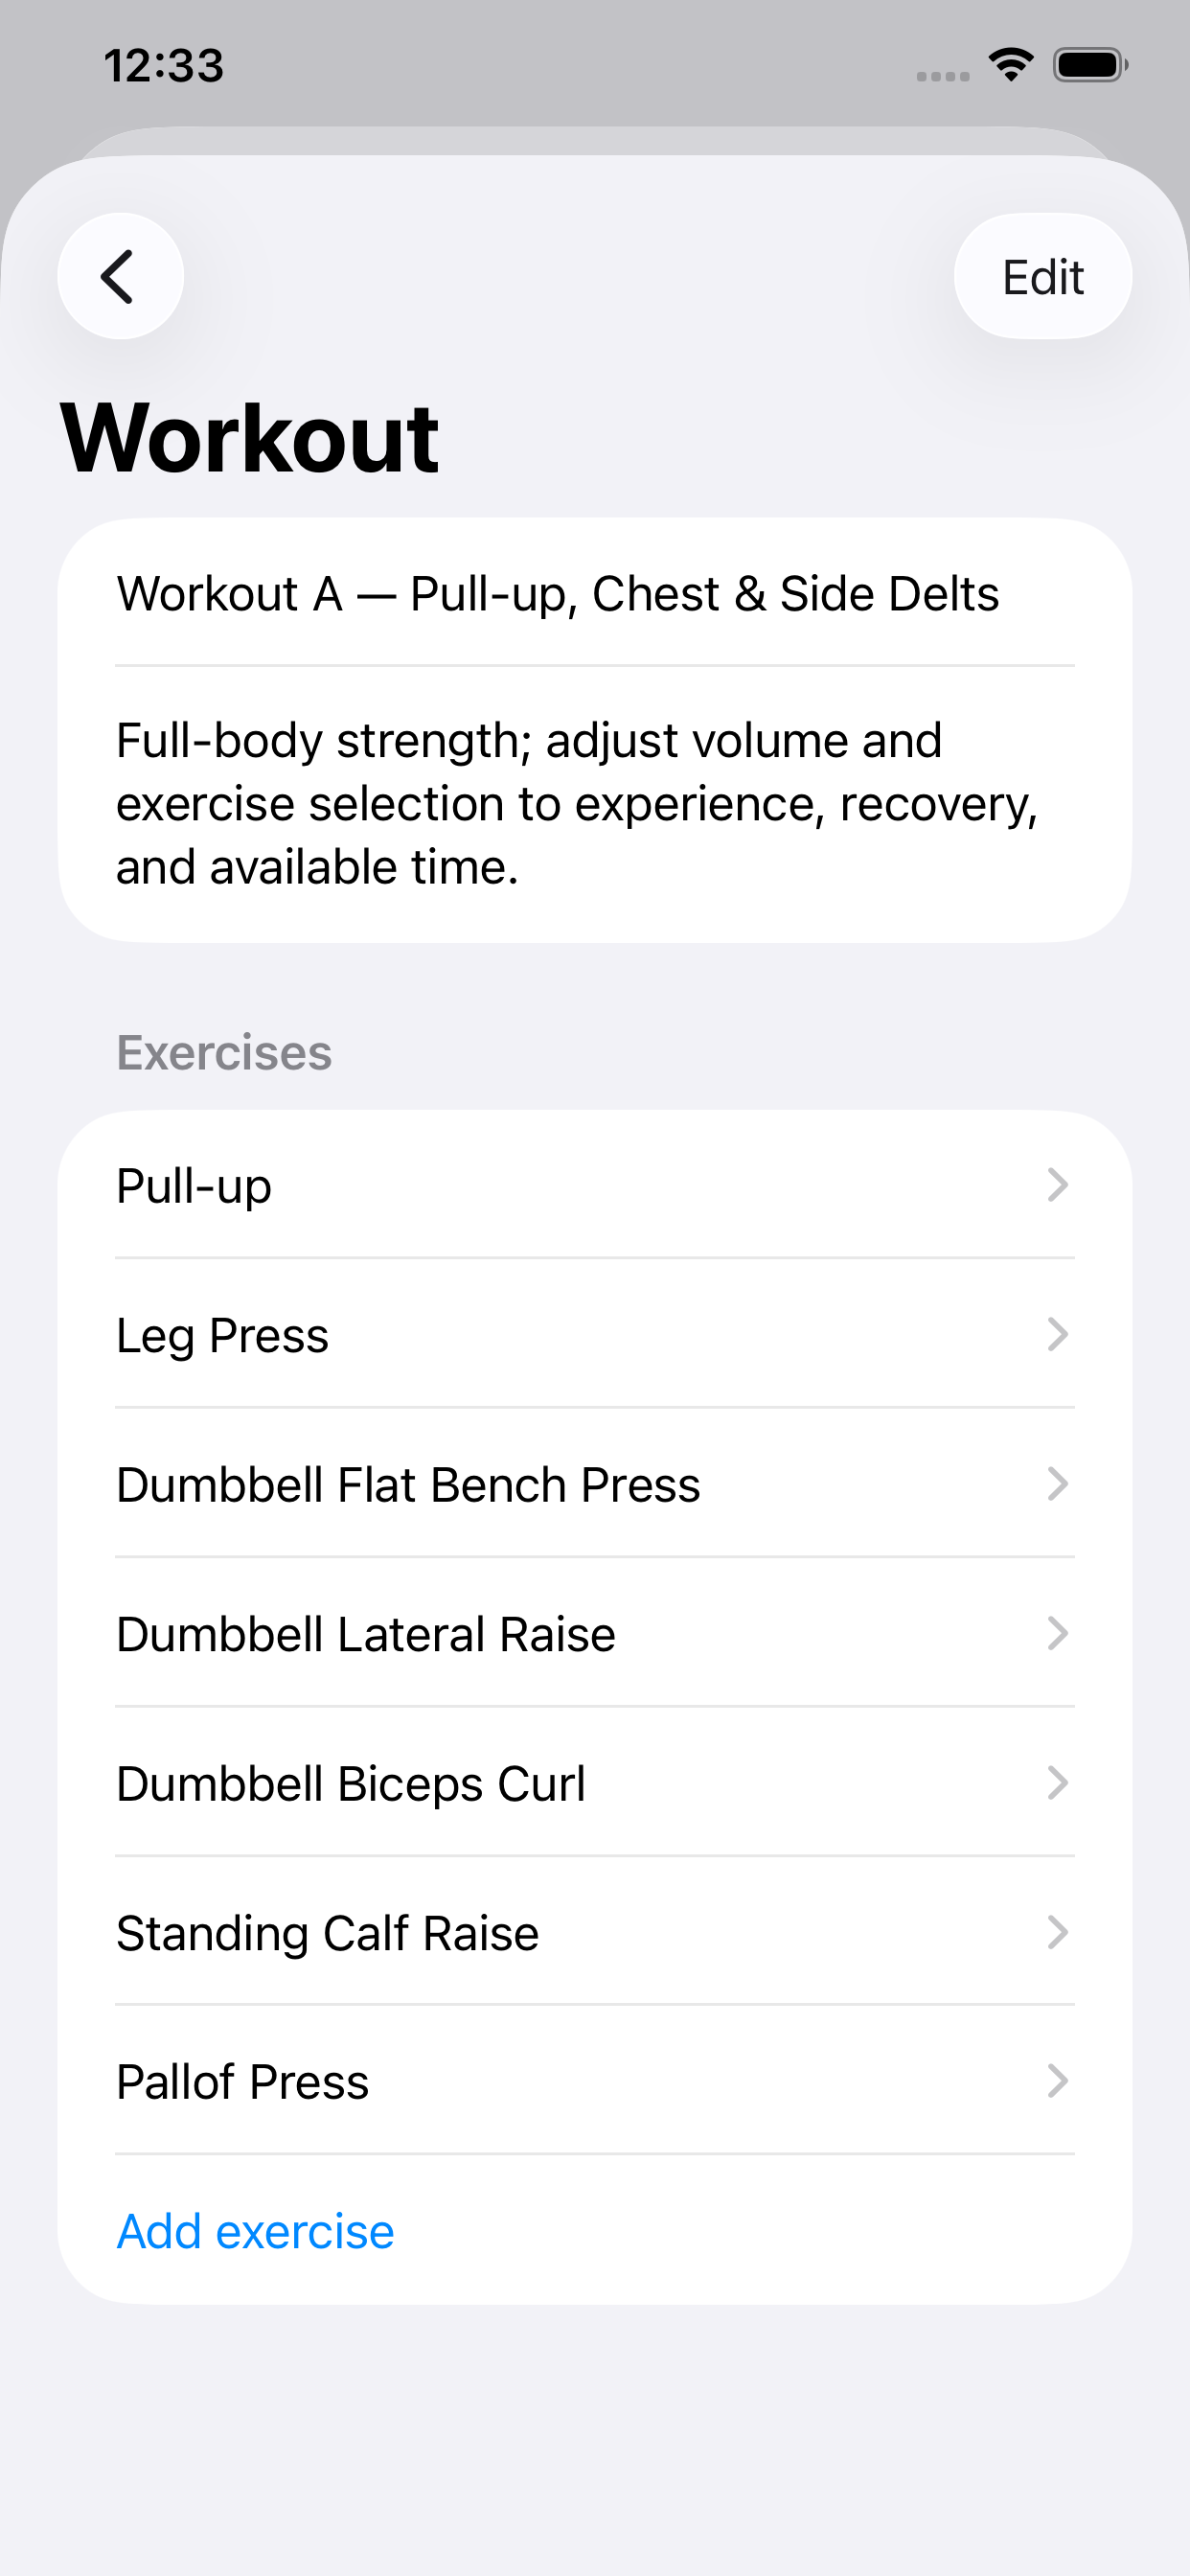 12:33
Edit
Workout
Workout A — Pull-up, Chest & Side Delts
Full-body strength; adjust volume and
exercise selection to experience, recovery,
and available time.
Exercises
Pull-up
Leg Press
Dumbbell Flat Bench Press
Dumbbell Lateral Raise
Dumbbell Biceps Curl
Standing Calf Raise
Pallof Press
Add exercise